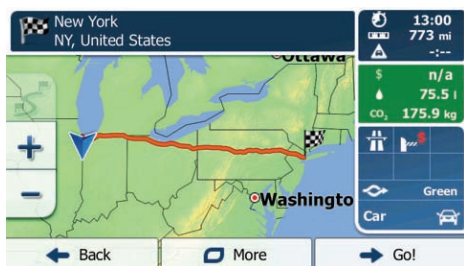 New York
NY, United States
13:00
773 mi
-:--
$ n/a
75.5 l
CO2 175.9 kg
$
Green
Car
Ottawa
Washingto
+
−
Back
More
Go!